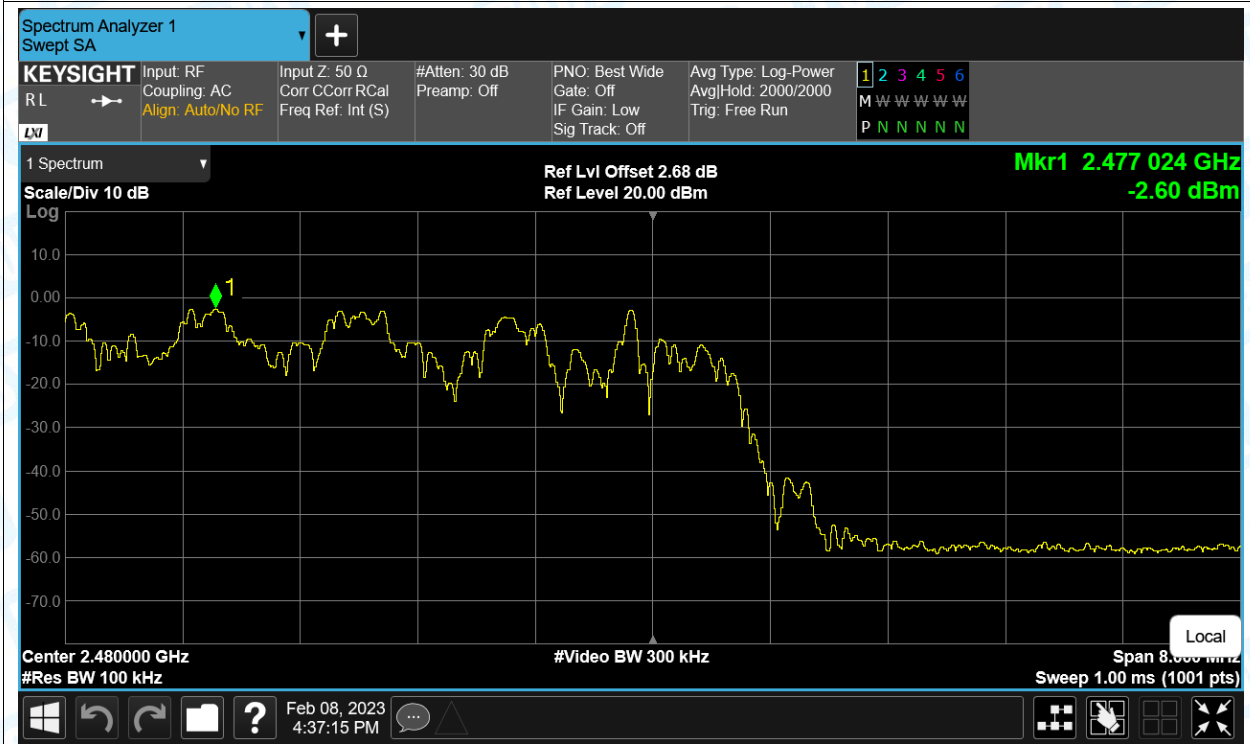 Spectrum Analyzer 1
Swept SA
KEYSIGHT
R L
LXI
Input: RF
Coupling: AC
Align: Auto/No RF
Input Z: 50 Ω
Corr CCorr RCal
Freq Ref: Int (S)
#Atten: 30 dB
Preamp: Off
PNO: Best Wide
Gate: Off
IF Gain: Low
Sig Track: Off
Avg Type: Log-Power
Avg|Hold: 2000/2000
Trig: Free Run
1 2 3 4 5 6
M W W W W W
P N N N N N
1 Spectrum
Scale/Div 10 dB
Log
Ref Lvl Offset 2.68 dB
Ref Level 20.00 dBm
Mkr1 2.477 024 GHz
-2.60 dBm
10.0
0.00
-10.0
-20.0
-30.0
-40.0
-50.0
-60.0
-70.0
1
Local
Center 2.480000 GHz
#Res BW 100 kHz
#Video BW 300 kHz
Span 8.000 MHz
Sweep 1.00 ms (1001 pts)
?
Feb 08, 2023
4:37:15 PM